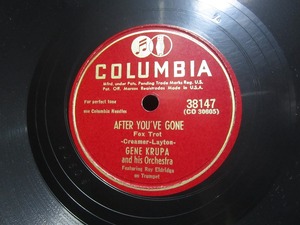 COLUMBIA
Mfd. under Pats. Pending Trade Marks Reg. U.S.
Pat. Off. Marcas Registradas Made in U.S.A.
For perfect tone
use Columbia Needles
38147
(CO 30005)
AFTER YOU'VE GONE
Fox Trot
-Creamer-Layton-
GENE KRUPA
and his Orchestra
Featuring Roy Eldridge
on Trumpet